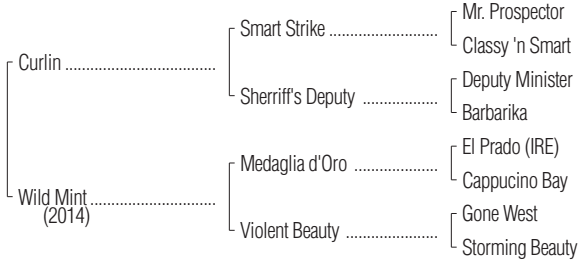 Mr. Prospector
Smart Strike ............................
Classy 'n Smart
Curlin .......................................
Deputy Minister
Sherriff's Deputy ...................
Barbarika
El Prado (IRE)
Medaglia d'Oro .....................
Cappucino Bay
Wild Mint ................................
(2014)
Gone West
Violent Beauty .......................
Storming Beauty